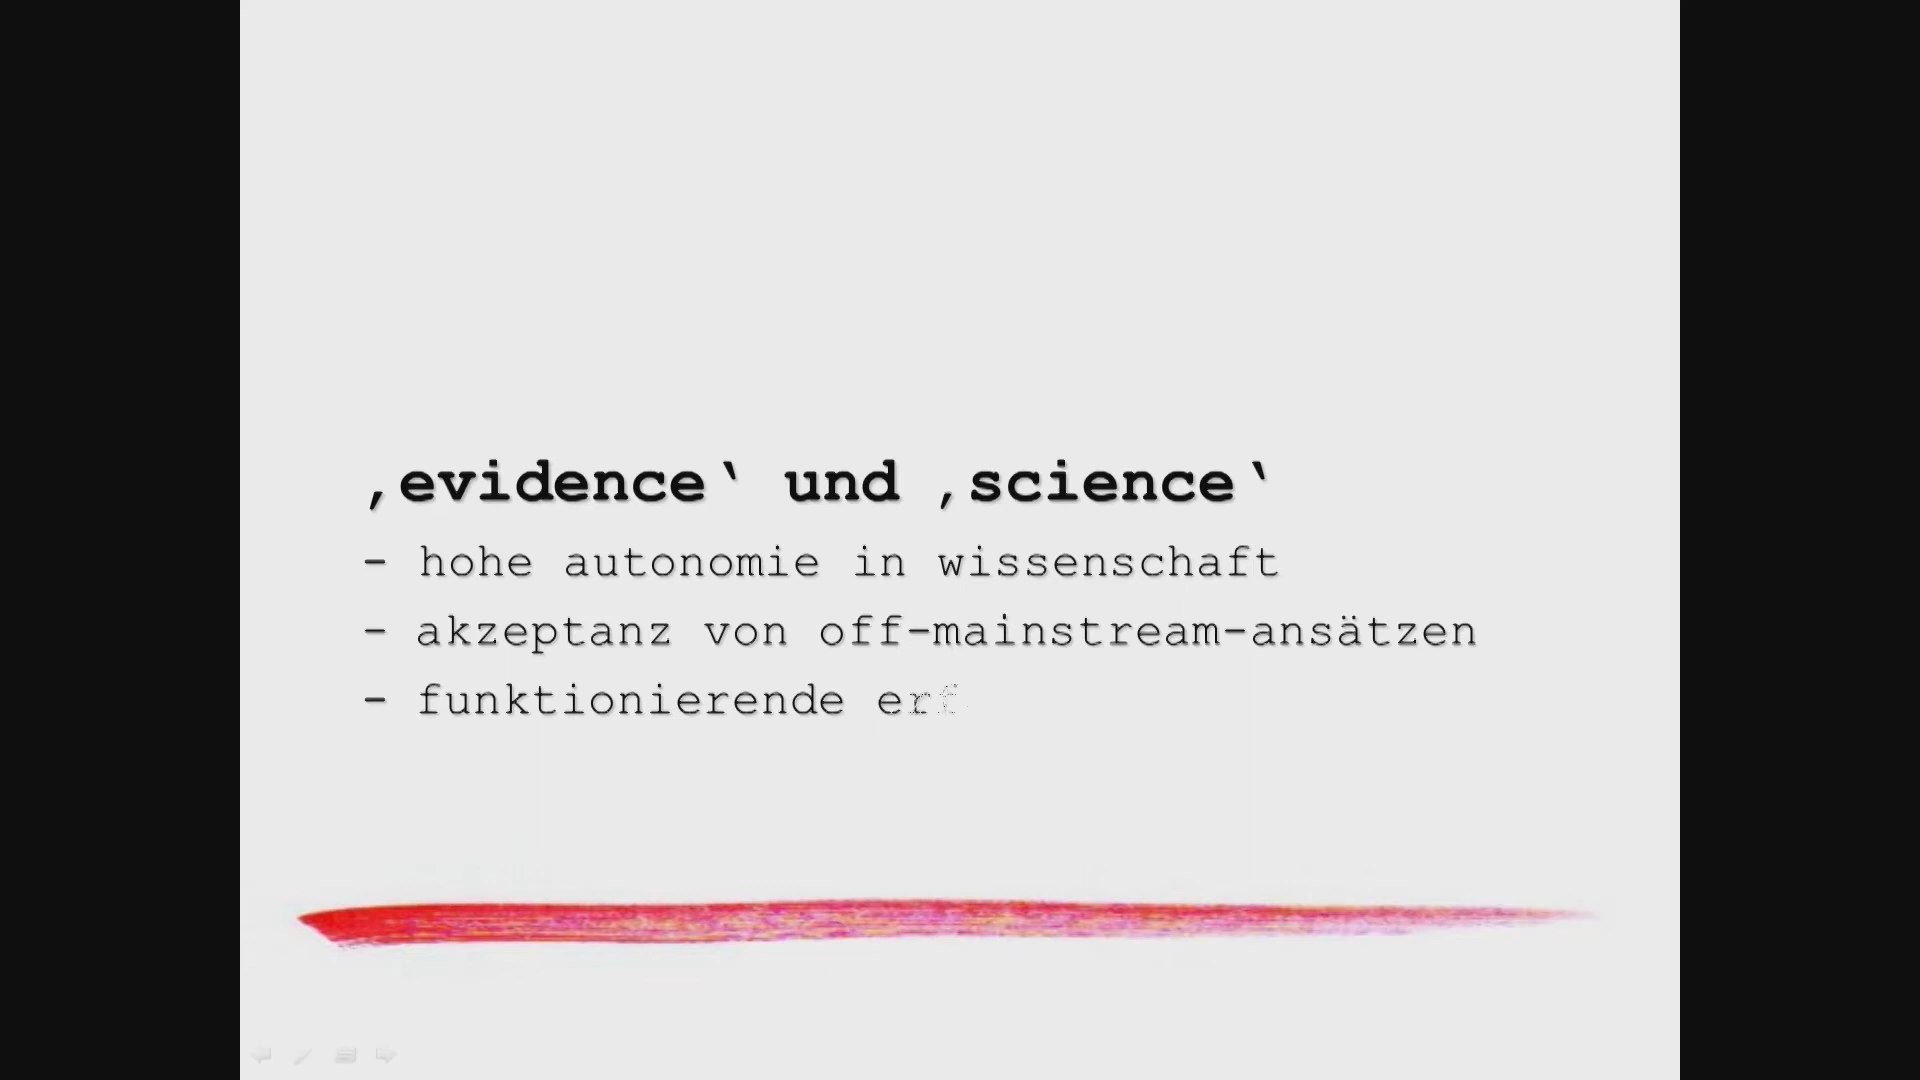 ‚evidence‘ und ‚science‘
- hohe autonomie in wissenschaft
- akzeptanz von off-mainstream-ansätzen
- funktionierende